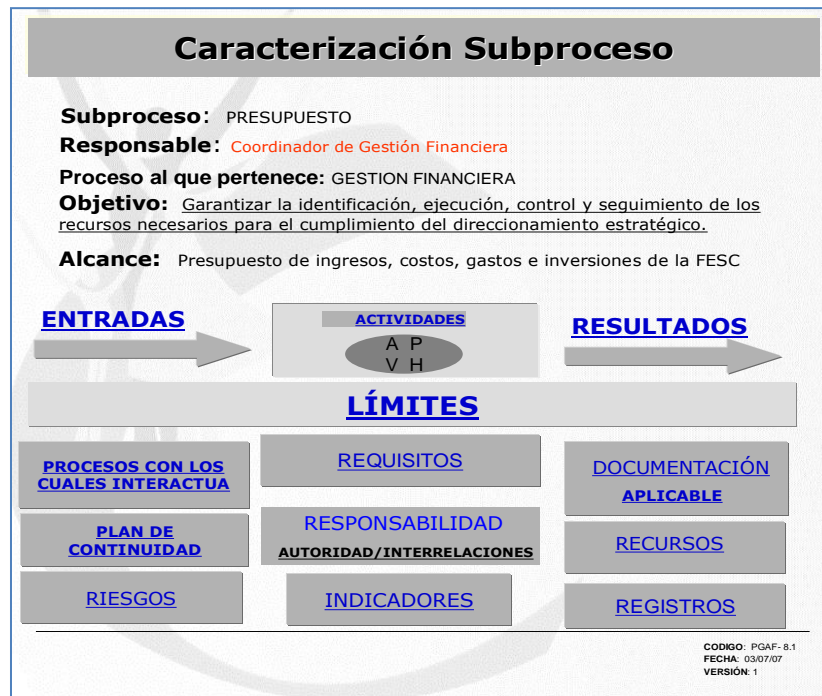 Caracterización Subproceso
Subproceso: PRESUPUESTO
Responsable: Coordinador de Gestión Financiera
Proceso al que pertenece: GESTION FINANCIERA
Objetivo: Garantizar la identificación, ejecución, control y seguimiento de los
recursos necesarios para el cumplimiento del direccionamiento estratégico.
Alcance: Presupuesto de ingresos, costos, gastos e inversiones de la FESC
ENTRADAS
ACTIVIDADES
A P
V H
RESULTADOS
LÍMITES
PROCESOS CON LOS
CUALES INTERACTUA
REQUISITOS
DOCUMENTACIÓN
APLICABLE
PLAN DE
CONTINUIDAD
RESPONSABILIDAD
AUTORIDAD/INTERRELACIONES
RECURSOS
RIESGOS
INDICADORES
REGISTROS
CODIGO: PGAF- 8.1
FECHA: 03/07/07
VERSIÓN: 1